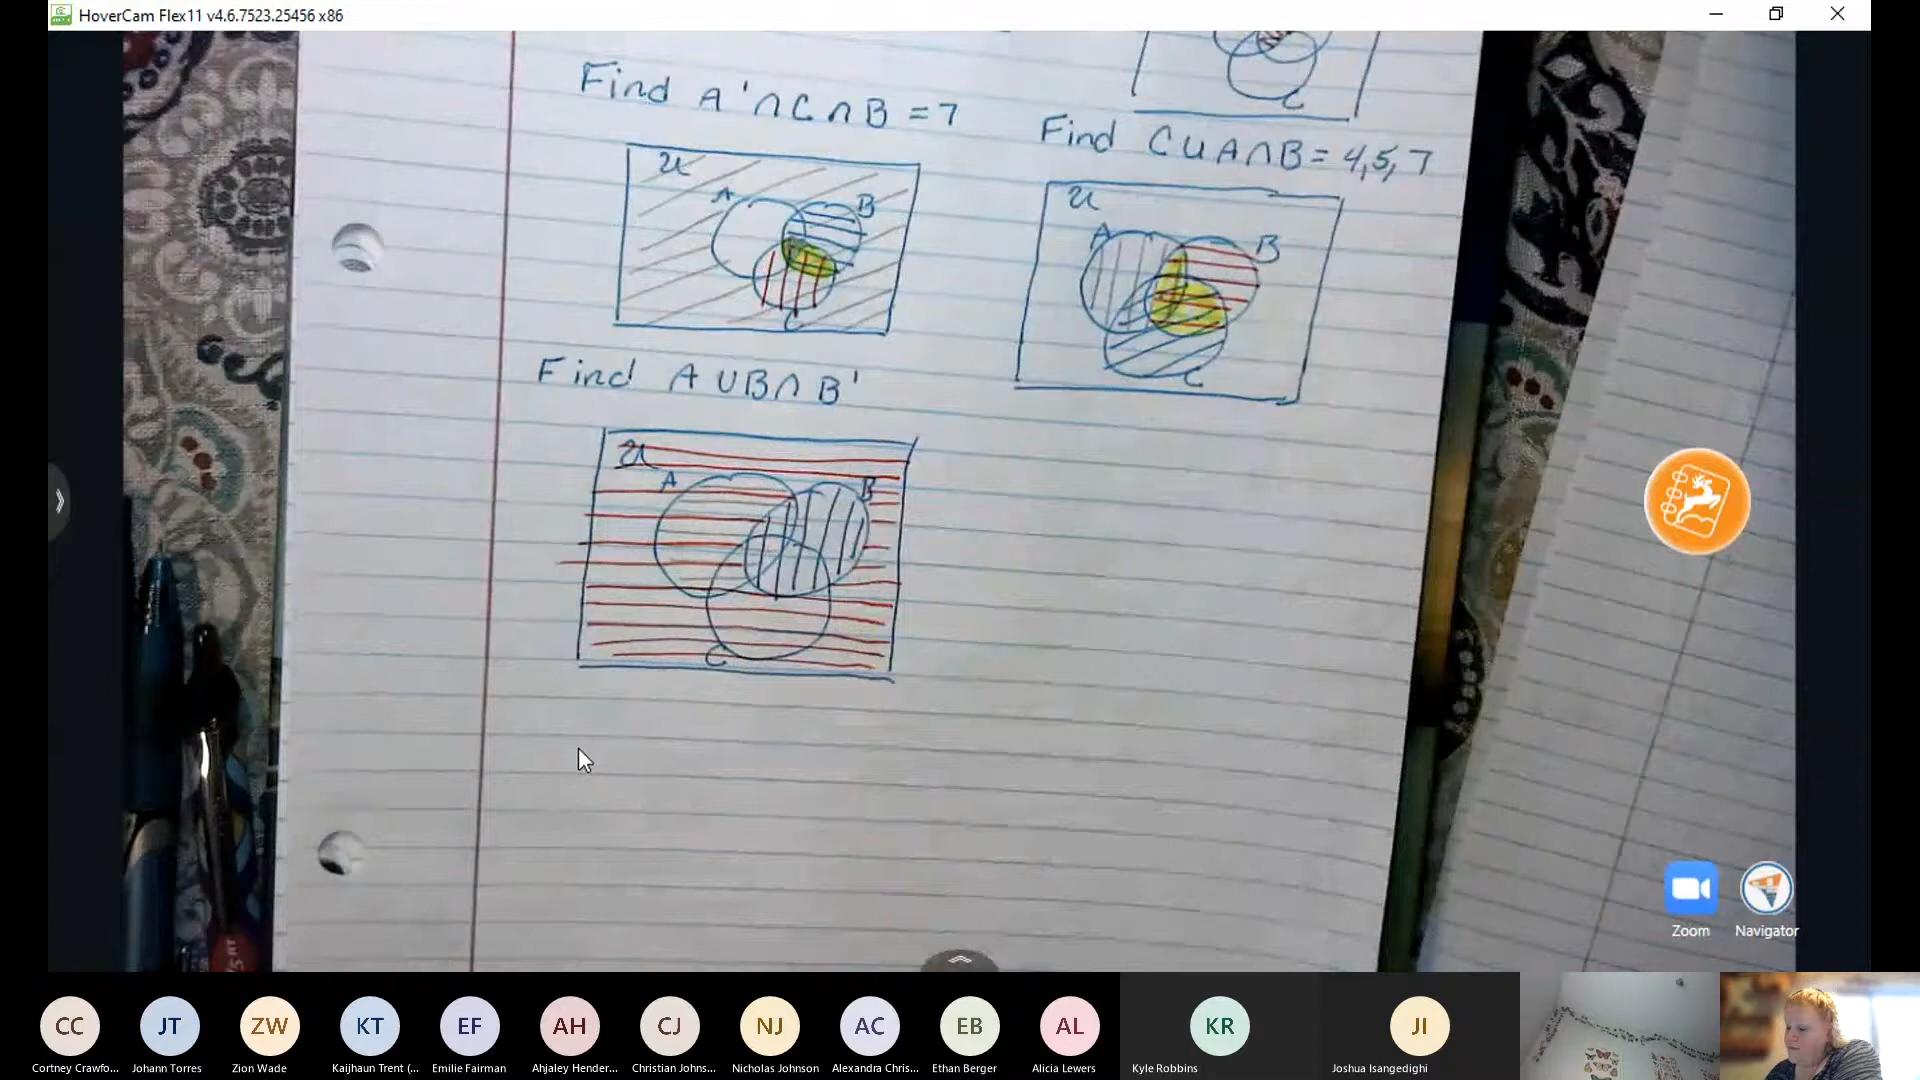 HoverCam Flex11 v4.6.7523.25456 x86
C
Find A'∩C∩B = 7
Find C∪A∩B = 4,5,7
U
A
B
C
U
A
B
C
Find A∪B∩B'
U
A
B
C
Zoom
Navigator
CC
JT
ZW
KT
EF
AH
CJ
NJ
AC
EB
AL
KR
JI
Cortney Crawfo...
Johann Torres
Zion Wade
Kaijhaun Trent (...
Emilie Fairman
Ahjaley Hender...
Christian Johns...
Nicholas Johnson
Alexandra Chris...
Ethan Berger
Alicia Lewers
Kyle Robbins
Joshua Isangedighi